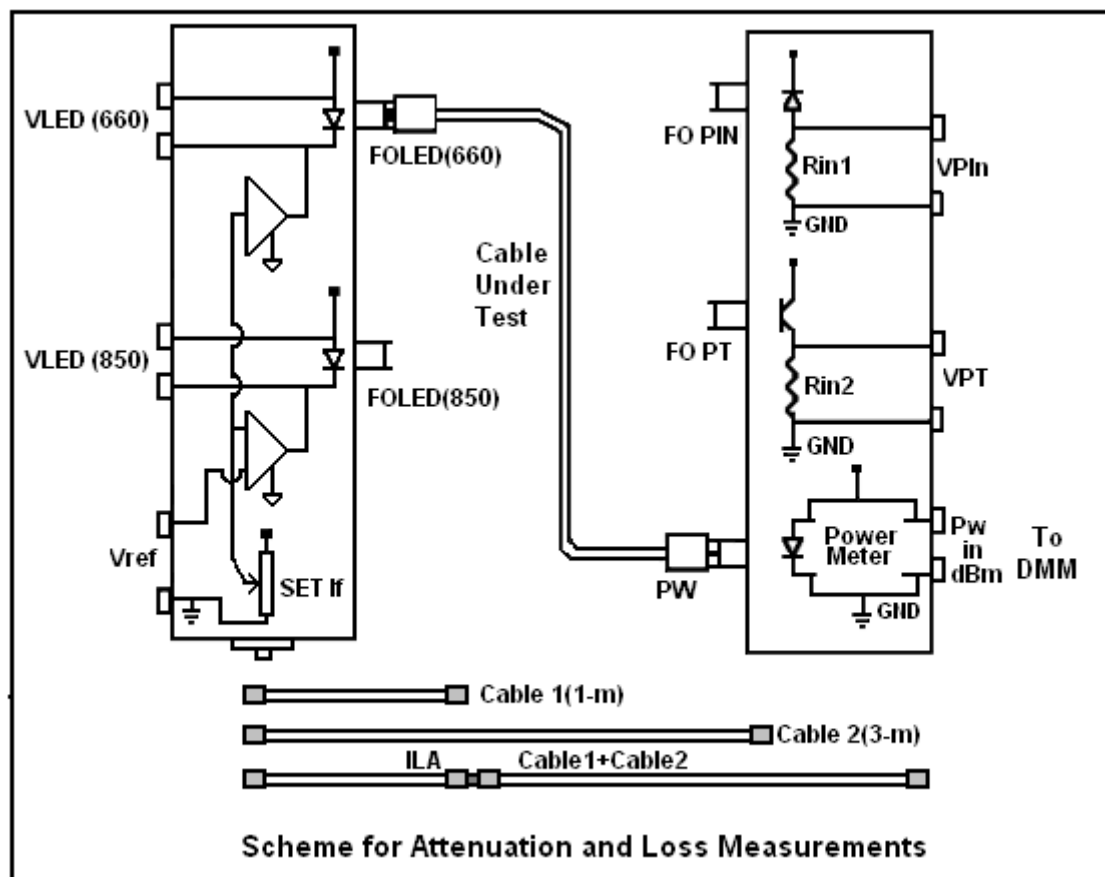 VLED (660)
FOLED(660)
VLED (850)
FOLED(850)
Vref
SET If
Cable
Under
Test
PW
FO PIN
Rin1
GND
VPIn
FO PT
Rin2
GND
VPT
Power
Meter
GND
Pw
in
dBm
To
DMM
Cable 1(1-m)
Cable 2(3-m)
ILA
Cable1+Cable2
Scheme for Attenuation and Loss Measurements